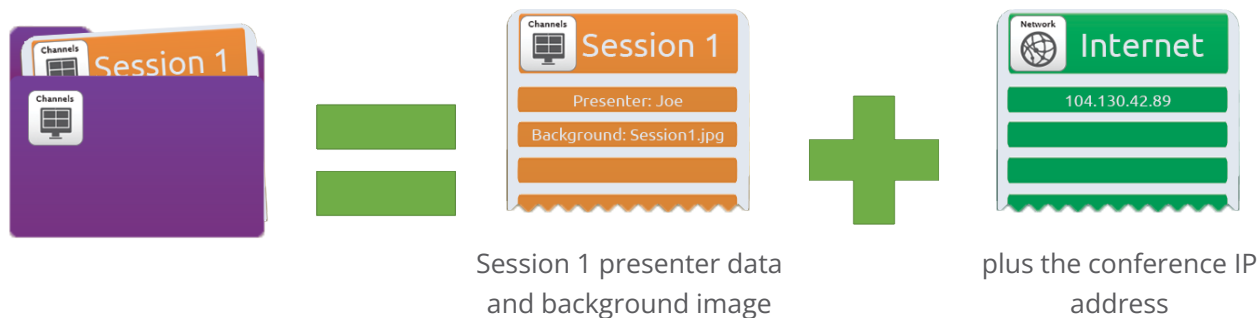 Channels
Session 1
Channels
Channels
Session 1
Presenter: Joe
Background: Session1.jpg
Session 1 presenter data
and background image
Network
Internet
104.130.42.89
plus the conference IP
address